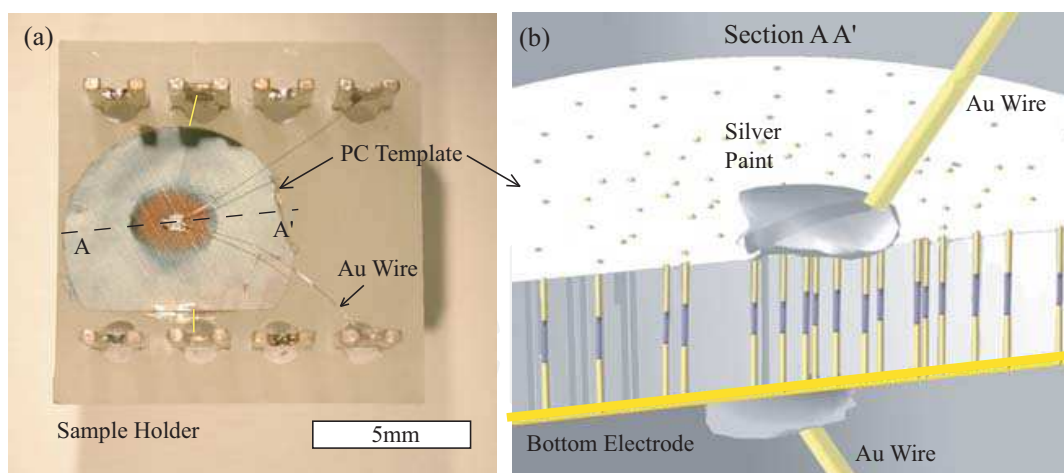 (a)
PC Template
A
A'
Au Wire
Sample Holder
5mm
(b)
Section A A'
Au Wire
Silver
Paint
Bottom Electrode
Au Wire